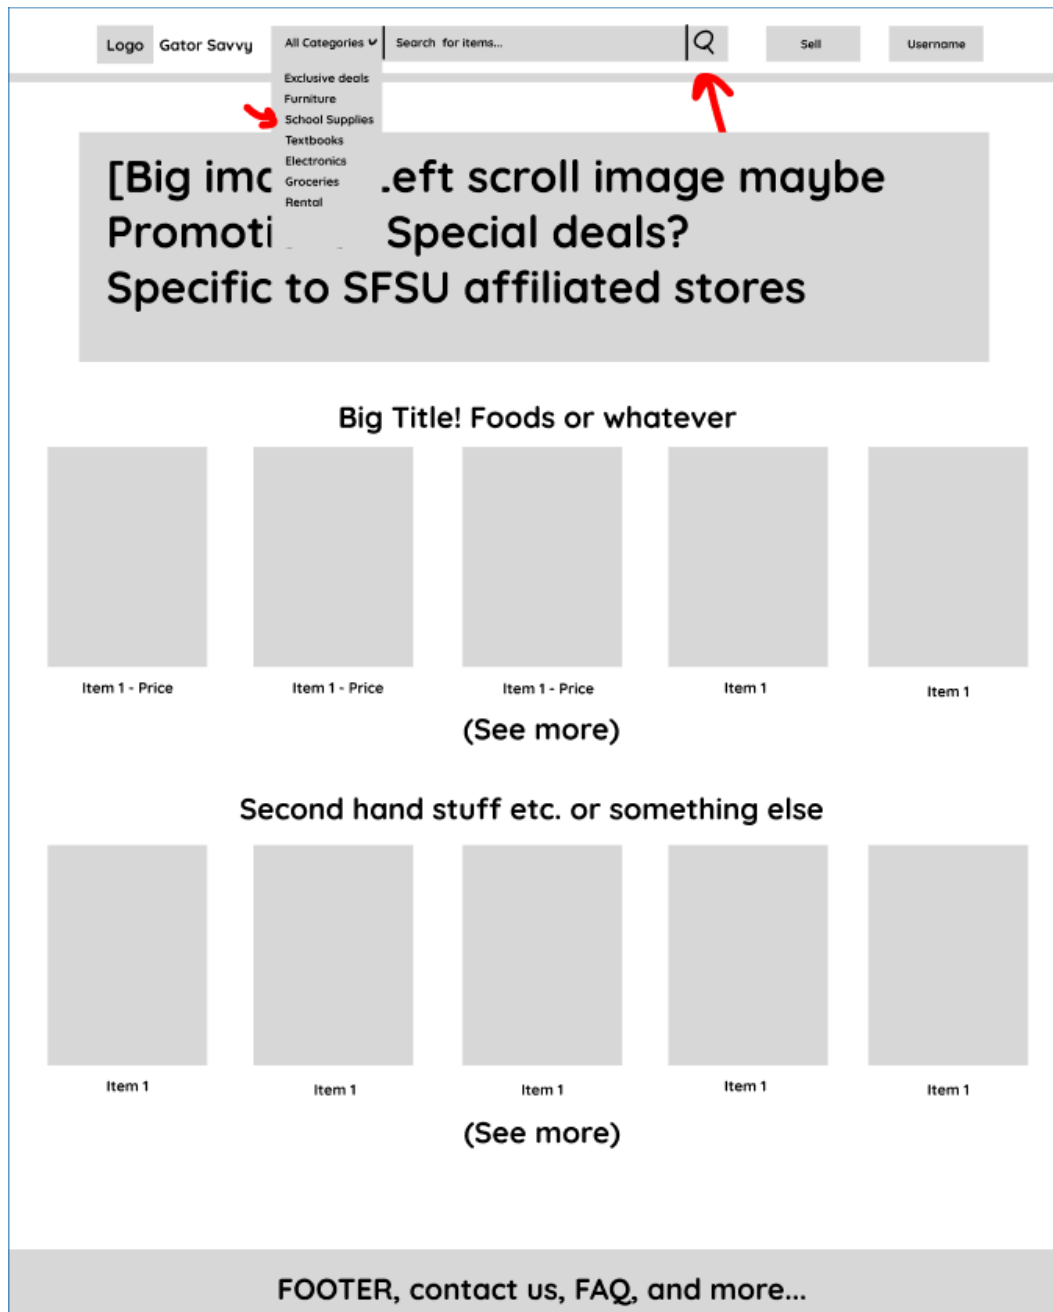 Logo Gator Savvy All Categories Search for items... Sell Username
Exclusive deals
Furniture
School Supplies
Textbooks
Electronics
Groceries
Rental
[Big left scroll image maybe
Special deals?
Specific to SFSU affiliated stores
Big Title! Foods or whatever
Item 1 - Price Item 1 - Price Item 1 - Price Item 1 Item 1
(See more)
Second hand stuff etc. or something else
Item 1 Item 1 Item 1 Item 1 Item 1
(See more)
FOOTER, contact us, FAQ, and more...